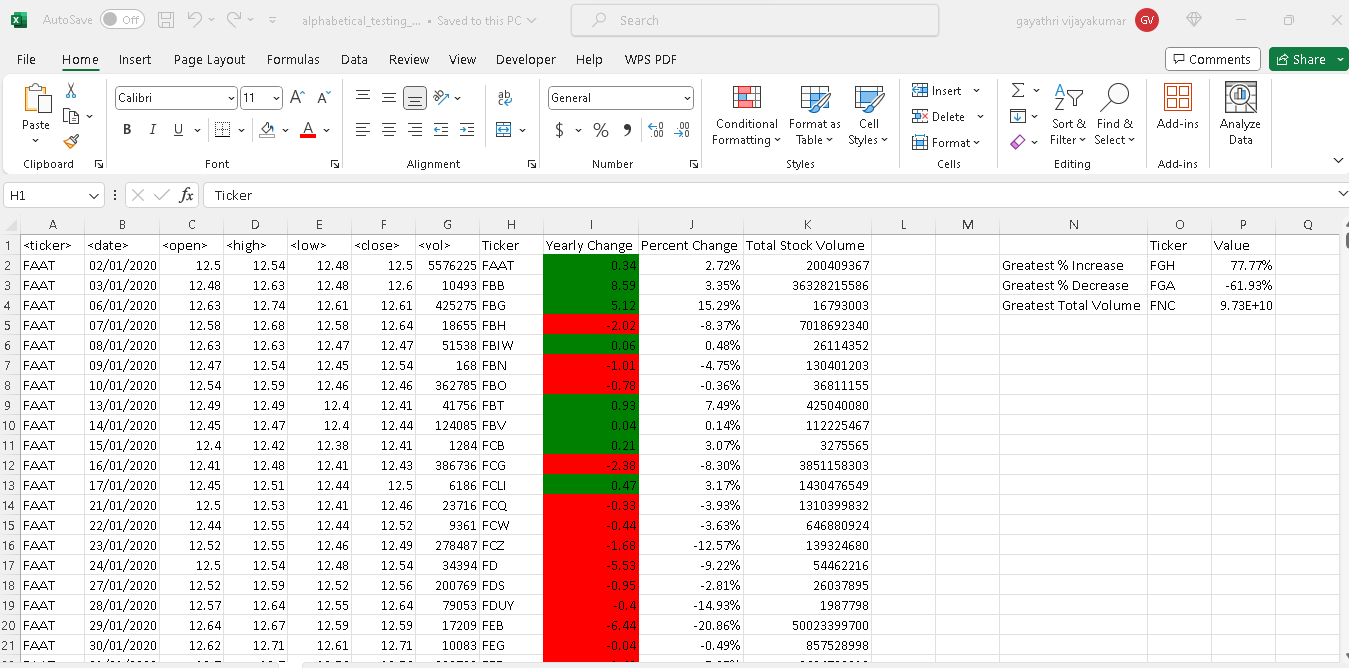 AutoSave Off alphabetical_testing_... • Saved to this PC Search gayathri vijayakumar GV
File Home Insert Page Layout Formulas Data Review View Developer Help WPS PDF Comments Share
Calibri 11 A A ab General Insert Σ
Paste Conditional Format as Cell Delete Sort & Find & Add-ins Analyze
B I U A $ % Formatting Table Styles Format Filter Select Data
Clipboard Font Alignment Number Styles Cells Editing Add-ins
H1 fx Ticker
A B C D E F G H I J K L M N O P Q
1 <ticker> <date> <open> <high> <low> <close> <vol> Ticker Yearly Change Percent Change Total Stock Volume Ticker Value
2 FAAT 02/01/2020 12.5 12.54 12.48 12.5 5576225 FAAT 0.34 2.72% 200409367 Greatest % Increase FGH 77.77%
3 FAAT 03/01/2020 12.48 12.63 12.48 12.6 10493 FBB 8.59 3.35% 36328215586 Greatest % Decrease FGA -61.93%
4 FAAT 06/01/2020 12.63 12.74 12.61 12.61 425275 FBG 5.12 15.29% 16793003 Greatest Total Volume FNC 9.73E+10
5 FAAT 07/01/2020 12.58 12.68 12.58 12.64 18655 FBH -2.02 -8.37% 7018692340
6 FAAT 08/01/2020 12.63 12.63 12.47 12.47 51538 FBIW 0.06 0.48% 26114352
7 FAAT 09/01/2020 12.47 12.54 12.45 12.54 168 FBN -1.01 -4.75% 130401203
8 FAAT 10/01/2020 12.54 12.59 12.46 12.46 362785 FBO -0.78 -0.36% 36811155
9 FAAT 13/01/2020 12.49 12.49 12.4 12.41 41756 FBT 0.93 7.49% 425040080
10 FAAT 14/01/2020 12.45 12.47 12.4 12.44 124085 FBV 0.04 0.14% 112225467
11 FAAT 15/01/2020 12.4 12.42 12.38 12.41 1284 FCB 0.21 3.07% 3275565
12 FAAT 16/01/2020 12.41 12.48 12.41 12.43 386736 FCG -2.38 -8.30% 3851158303
13 FAAT 17/01/2020 12.45 12.51 12.44 12.5 6186 FCLI 0.47 3.17% 1430476549
14 FAAT 21/01/2020 12.5 12.53 12.41 12.46 23716 FCQ -0.33 -3.93% 1310399832
15 FAAT 22/01/2020 12.44 12.55 12.44 12.52 9361 FCW -0.44 -3.63% 646880924
16 FAAT 23/01/2020 12.52 12.55 12.46 12.49 278487 FCZ -1.68 -12.57% 139324680
17 FAAT 24/01/2020 12.5 12.54 12.48 12.54 34394 FD -5.53 -9.22% 54462216
18 FAAT 27/01/2020 12.52 12.59 12.52 12.56 200769 FDS -0.95 -2.81% 26037895
19 FAAT 28/01/2020 12.57 12.64 12.55 12.64 79053 FDUY -0.4 -14.93% 1987798
20 FAAT 29/01/2020 12.64 12.67 12.59 12.59 17209 FEB -6.44 -20.86% 50023399700
21 FAAT 30/01/2020 12.62 12.71 12.61 12.71 10083 FEG -0.04 -0.49% 857528998